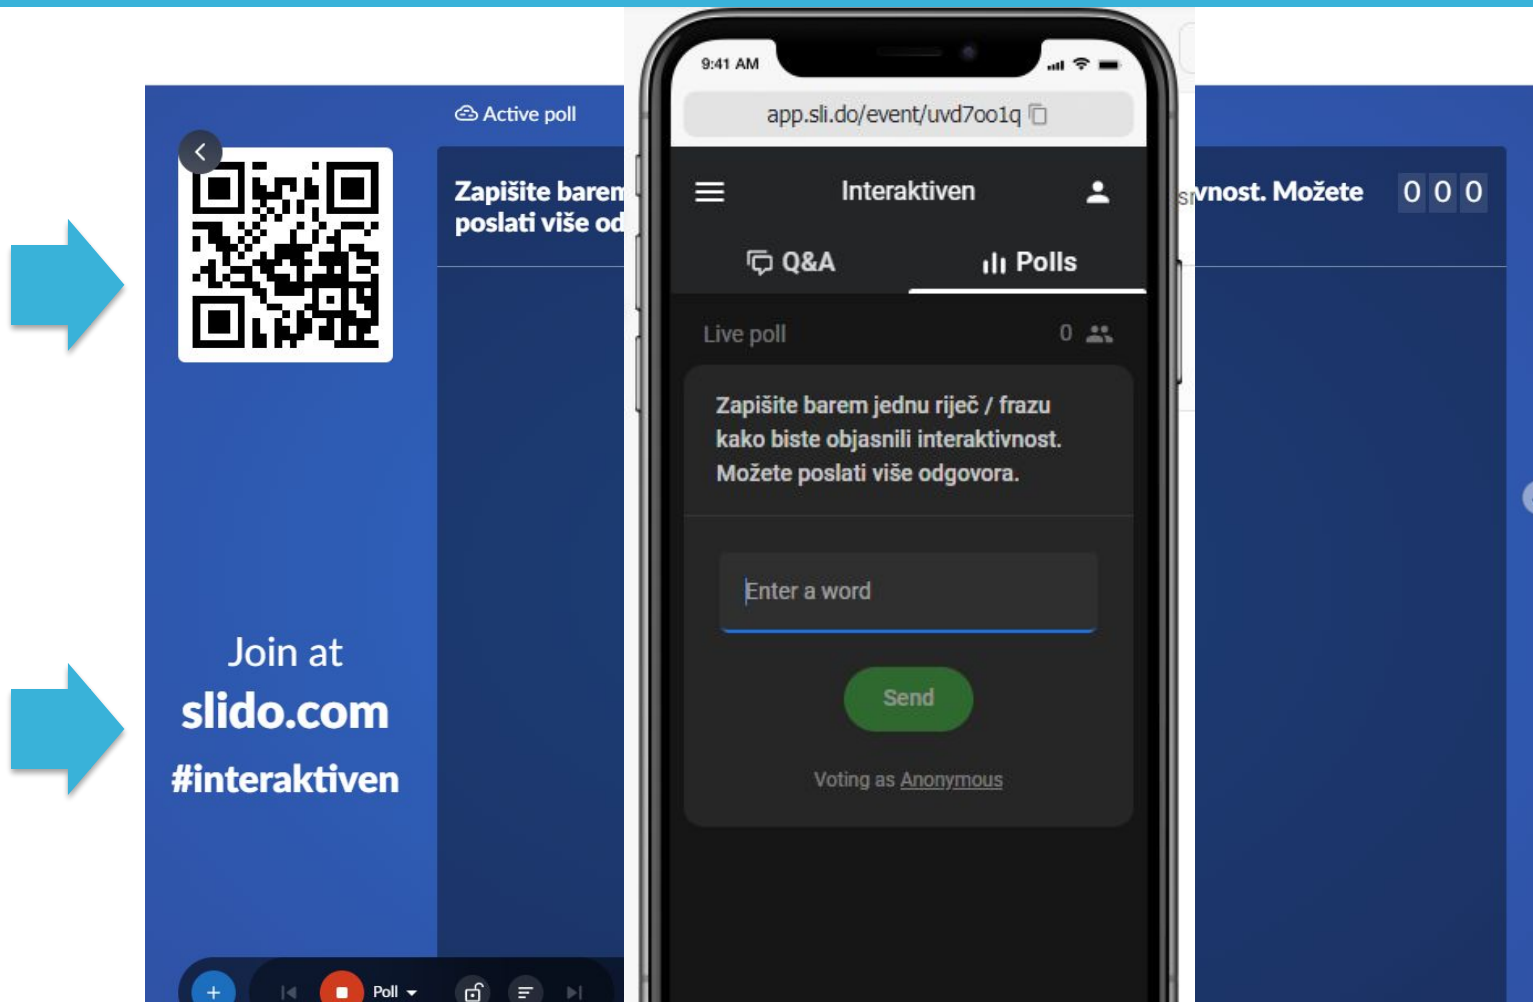 Active poll
Zapišite barem
poslati više od
vnost. Možete
0 0 0
Join at
slido.com
#interaktiven
Poll
9:41 AM
app.sli.do/event/uvd7oo1q
Interaktiven
Q&A
Polls
Live poll
0
Zapišite barem jednu riječ / frazu
kako biste objasnili interaktivnost.
Možete poslati više odgovora.
Enter a word
Send
Voting as Anonymous